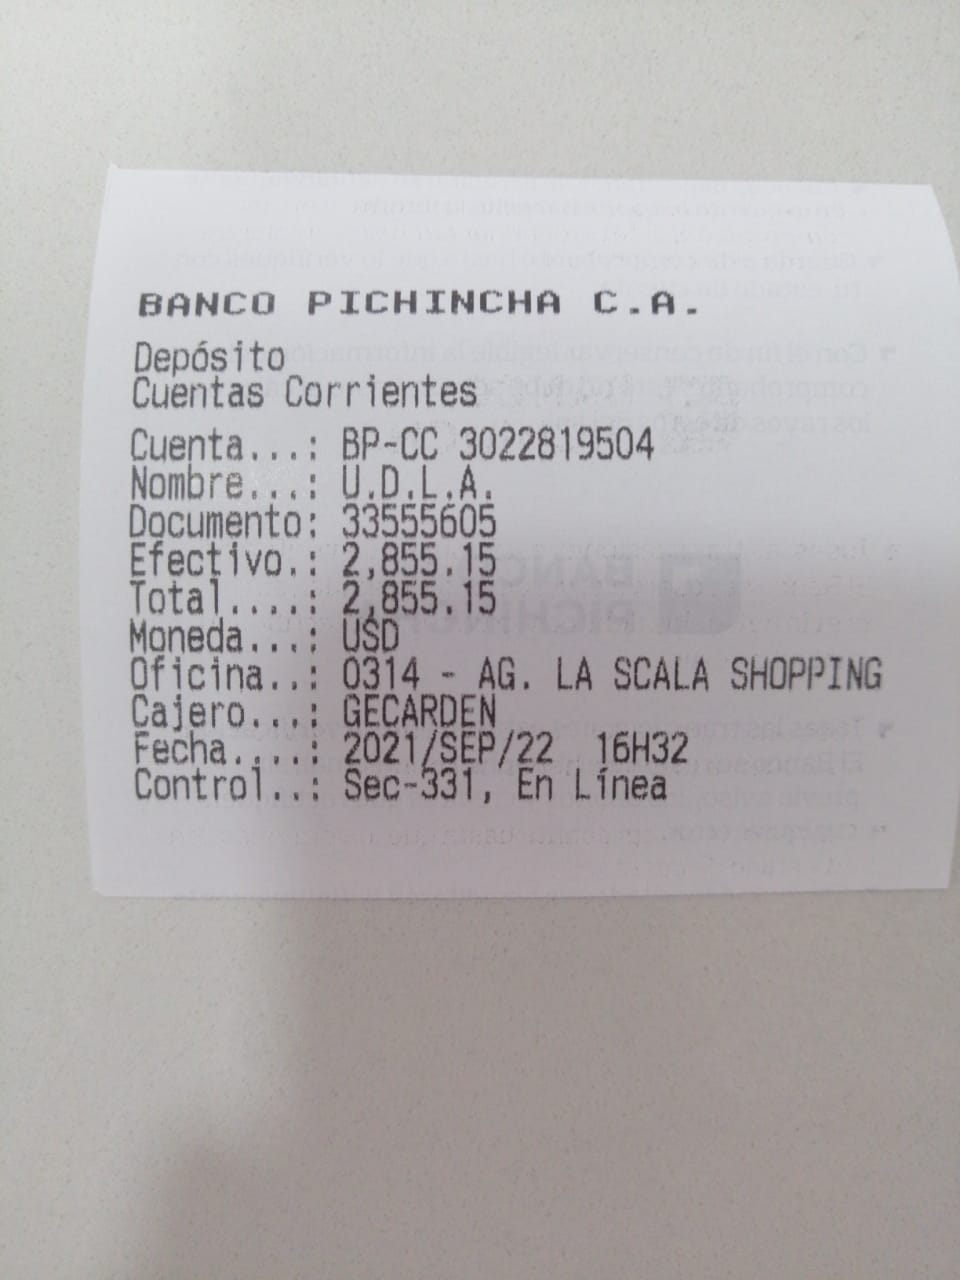 BANCO PICHINCHA C.A.
Depósito
Cuentas Corrientes
Cuenta...: BP-CC 3022819504
Nombre...: U.D.L.A.
Documento: 33555605
Efectivo.: 2,855.15
Total....: 2,855.15
Moneda...: USD
Oficina..: 0314 - AG. LA SCALA SHOPPING
Cajero...: GECARDEN
Fecha....: 2021/SEP/22  16H32
Control..: Sec-331, En Línea